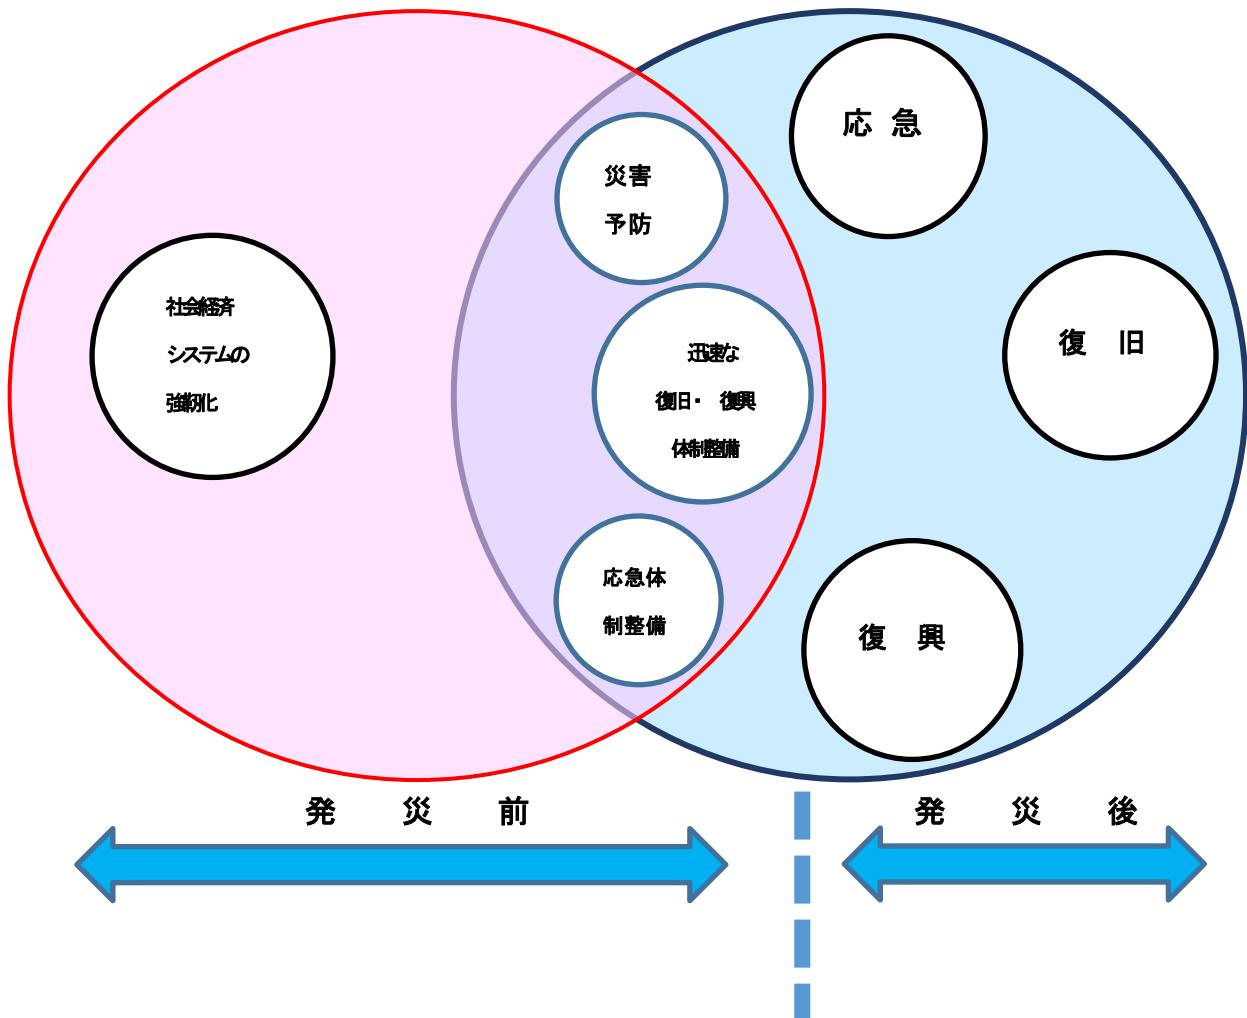 応 急
災害
予防
社会経済
システムの
強靱化
迅速な
復旧・ 復興
体制整備
復 旧
応急体
制整備
復 興
発 災 前
発 災 後